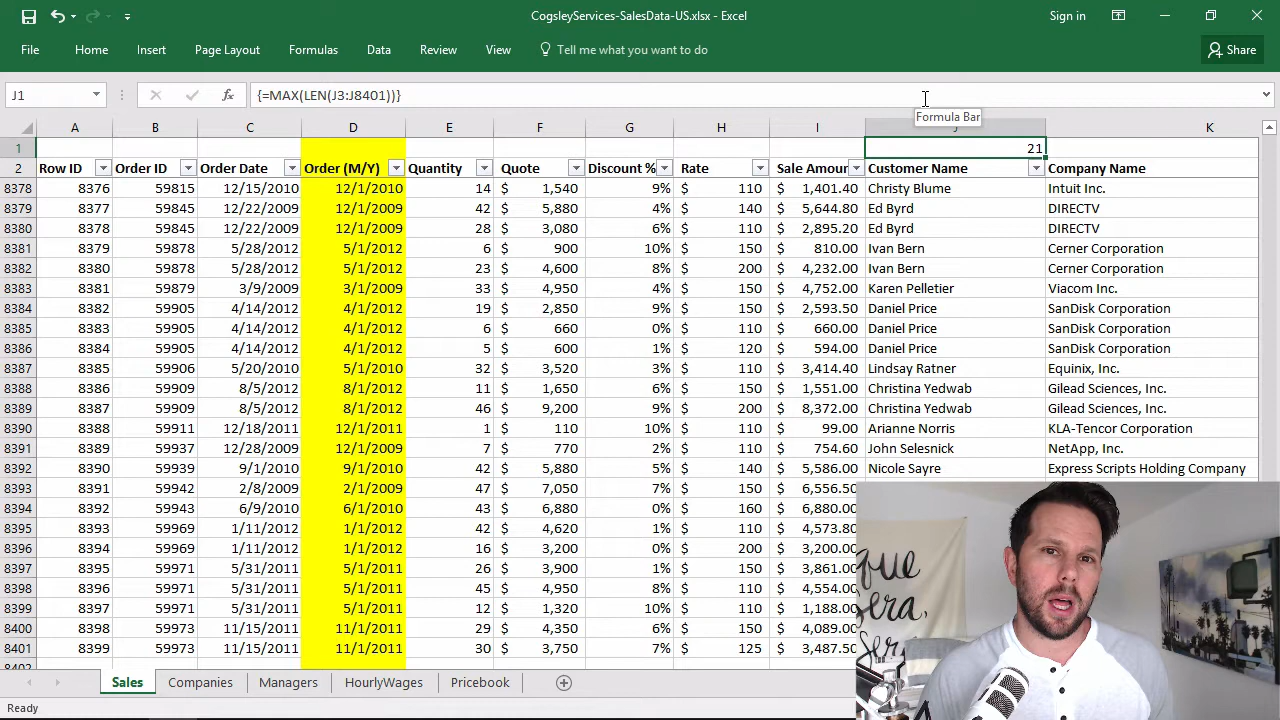 CogsleyServices-SalesData-US.xlsx - Excel
Sign in
File Home Insert Page Layout Formulas Data Review View Tell me what you want to do Share
J1 fx {=MAX(LEN(J3:J8401))}
Formula Bar
A B C D E F G H I J K
1 21
2 Row ID Order ID Order Date Order (M/Y) Quantity Quote Discount % Rate Sale Amour Customer Name Company Name
8378 8376 59815 12/15/2010 12/1/2010 14 $ 1,540 9% $ 110 $ 1,401.40 Christy Blume Intuit Inc.
8379 8377 59845 12/22/2009 12/1/2009 42 $ 5,880 4% $ 140 $ 5,644.80 Ed Byrd DIRECTV
8380 8378 59845 12/22/2009 12/1/2009 28 $ 3,080 6% $ 110 $ 2,895.20 Ed Byrd DIRECTV
8381 8379 59878 5/28/2012 5/1/2012 6 $ 900 10% $ 150 $ 810.00 Ivan Bern Cerner Corporation
8382 8380 59878 5/28/2012 5/1/2012 23 $ 4,600 8% $ 200 $ 4,232.00 Ivan Bern Cerner Corporation
8383 8381 59879 3/9/2009 3/1/2009 33 $ 4,950 4% $ 150 $ 4,752.00 Karen Pelletier Viacom Inc.
8384 8382 59905 4/14/2012 4/1/2012 19 $ 2,850 9% $ 150 $ 2,593.50 Daniel Price SanDisk Corporation
8385 8383 59905 4/14/2012 4/1/2012 6 $ 660 0% $ 110 $ 660.00 Daniel Price SanDisk Corporation
8386 8384 59905 4/14/2012 4/1/2012 5 $ 600 1% $ 120 $ 594.00 Daniel Price SanDisk Corporation
8387 8385 59906 5/20/2010 5/1/2010 32 $ 3,520 3% $ 110 $ 3,414.40 Lindsay Ratner Equinix, Inc.
8388 8386 59909 8/5/2012 8/1/2012 11 $ 1,650 6% $ 150 $ 1,551.00 Christina Yedwab Gilead Sciences, Inc.
8389 8387 59909 8/5/2012 8/1/2012 46 $ 9,200 9% $ 200 $ 8,372.00 Christina Yedwab Gilead Sciences, Inc.
8390 8388 59911 12/18/2011 12/1/2011 1 $ 110 10% $ 110 $ 99.00 Arianne Norris KLA-Tencor Corporation
8391 8389 59937 12/28/2009 12/1/2009 7 $ 770 2% $ 110 $ 754.60 John Selesnick NetApp, Inc.
8392 8390 59939 9/1/2010 9/1/2010 42 $ 5,880 5% $ 140 $ 5,586.00 Nicole Sayre Express Scripts Holding Company
8393 8391 59942 2/8/2009 2/1/2009 47 $ 7,050 7% $ 150 $ 6,556.50
8394 8392 59943 6/9/2010 6/1/2010 43 $ 6,880 0% $ 160 $ 6,880.00
8395 8393 59969 1/11/2012 1/1/2012 42 $ 4,620 1% $ 110 $ 4,573.80
8396 8394 59969 1/11/2012 1/1/2012 16 $ 3,200 0% $ 200 $ 3,200.00
8397 8395 59971 5/31/2011 5/1/2011 26 $ 3,900 1% $ 150 $ 3,861.00
8398 8396 59971 5/31/2011 5/1/2011 45 $ 4,950 8% $ 110 $ 4,554.00
8399 8397 59971 5/31/2011 5/1/2011 12 $ 1,320 10% $ 110 $ 1,188.00
8400 8398 59973 11/15/2011 11/1/2011 29 $ 4,350 6% $ 150 $ 4,089.00
8401 8399 59973 11/15/2011 11/1/2011 30 $ 3,750 7% $ 125 $ 3,487.50
que
Sera,
Sales Companies Managers HourlyWages Pricebook
Ready